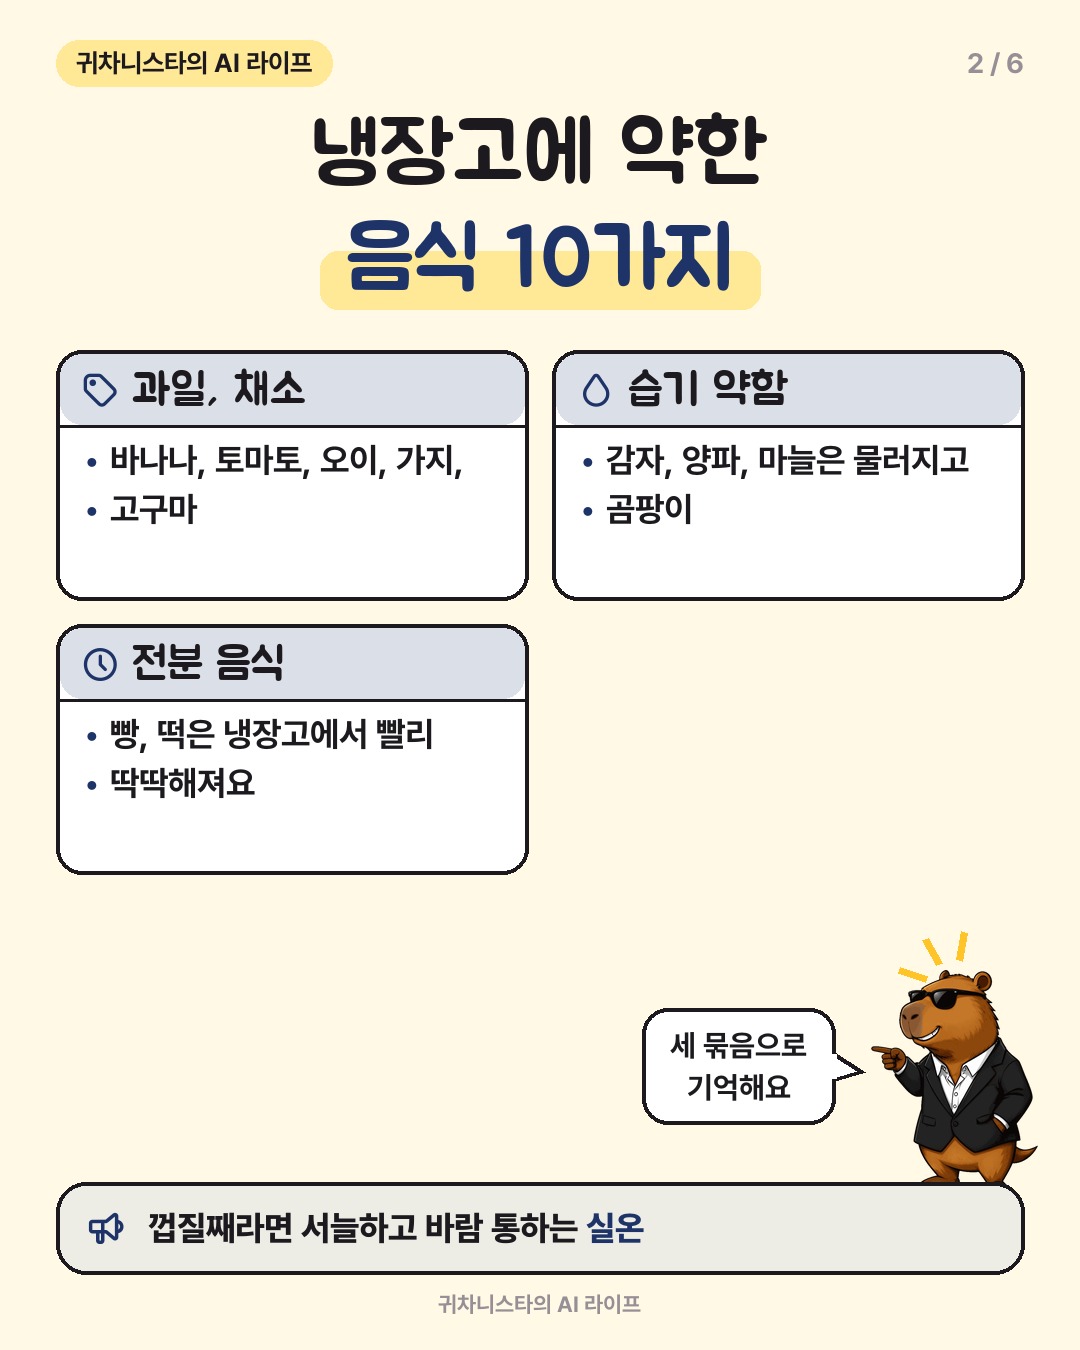 귀차니스타의 AI 라이프
2 / 6
냉장고에 약한
음식 10가지
과일, 채소
• 바나나, 토마토, 오이, 가지,
• 고구마
습기 약함
• 감자, 양파, 마늘은 물러지고
• 곰팡이
전분 음식
• 빵, 떡은 냉장고에서 빨리
• 딱딱해져요
세 묶음으로
기억해요
껍질째라면 서늘하고 바람 통하는 실온
귀차니스타의 AI 라이프